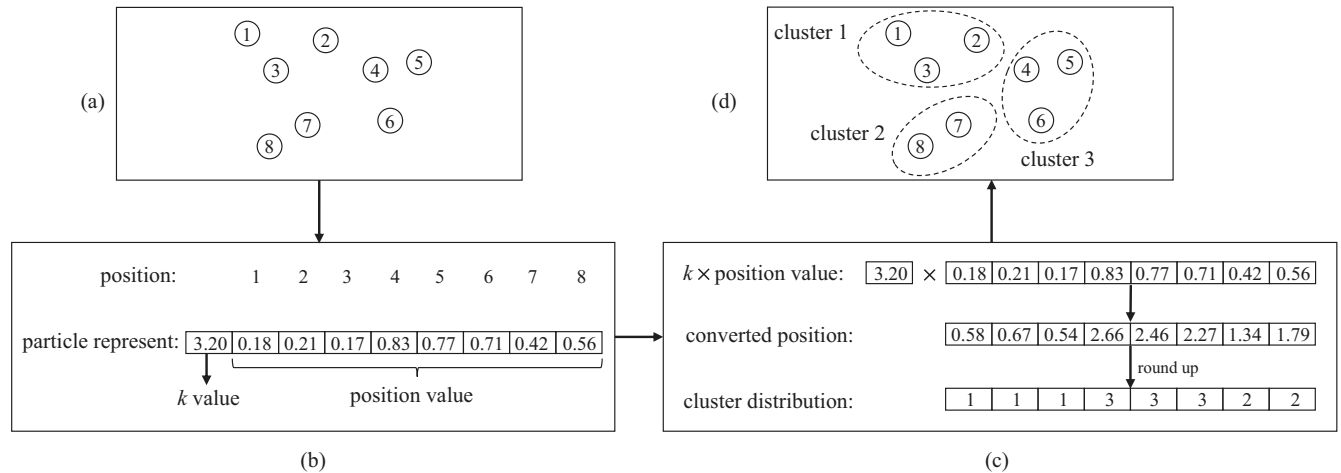 (a)
1
2
3
4
5
6
7
8
(b)
position: 1 2 3 4 5 6 7 8
particle represent: 3.20 0.18 0.21 0.17 0.83 0.77 0.71 0.42 0.56
k value
position value
(c)
k × position value: 3.20 × 0.18 0.21 0.17 0.83 0.77 0.71 0.42 0.56
converted position: 0.58 0.67 0.54 2.66 2.46 2.27 1.34 1.79
round up
cluster distribution: 1 1 1 3 3 3 2 2
(d)
cluster 1
1
2
3
cluster 2
7
8
cluster 3
4
5
6